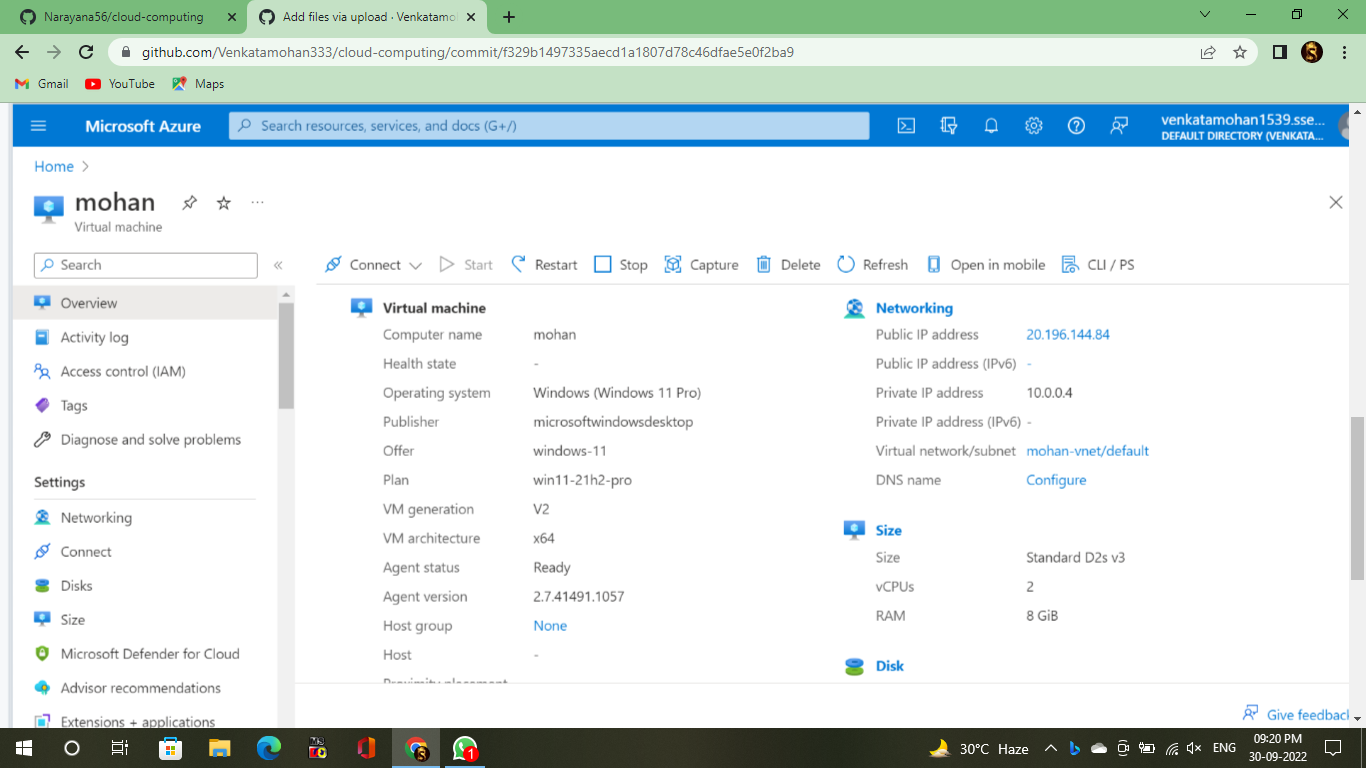 Narayana56/cloud-computing
Add files via upload · Venkatamo
github.com/Venkatamohan333/cloud-computing/commit/f329b1497335aecd1a1807d78c46dfae5e0f2ba9
Gmail YouTube Maps
Microsoft Azure
Search resources, services, and docs (G+/)
venkatamohan1539.sse...
DEFAULT DIRECTORY (VENKATA...
Home
mohan
...
Virtual machine
Search
«
Connect Start Restart Stop Capture Delete Refresh Open in mobile CLI / PS
Overview
Activity log
Access control (IAM)
Tags
Diagnose and solve problems
Settings
Networking
Connect
Disks
Size
Microsoft Defender for Cloud
Advisor recommendations
Extensions + applications
Virtual machine
Computer name mohan
Health state -
Operating system Windows (Windows 11 Pro)
Publisher microsoftwindowsdesktop
Offer windows-11
Plan win11-21h2-pro
VM generation V2
VM architecture x64
Agent status Ready
Agent version 2.7.41491.1057
Host group None
Host -
Proximity placement
Networking
Public IP address 20.196.144.84
Public IP address (IPv6) -
Private IP address 10.0.0.4
Private IP address (IPv6) -
Virtual network/subnet mohan-vnet/default
DNS name Configure
Size
Size Standard D2s v3
vCPUs 2
RAM 8 GiB
Disk
Give feedback
1
30°C Haze
ENG
09:20 PM
30-09-2022